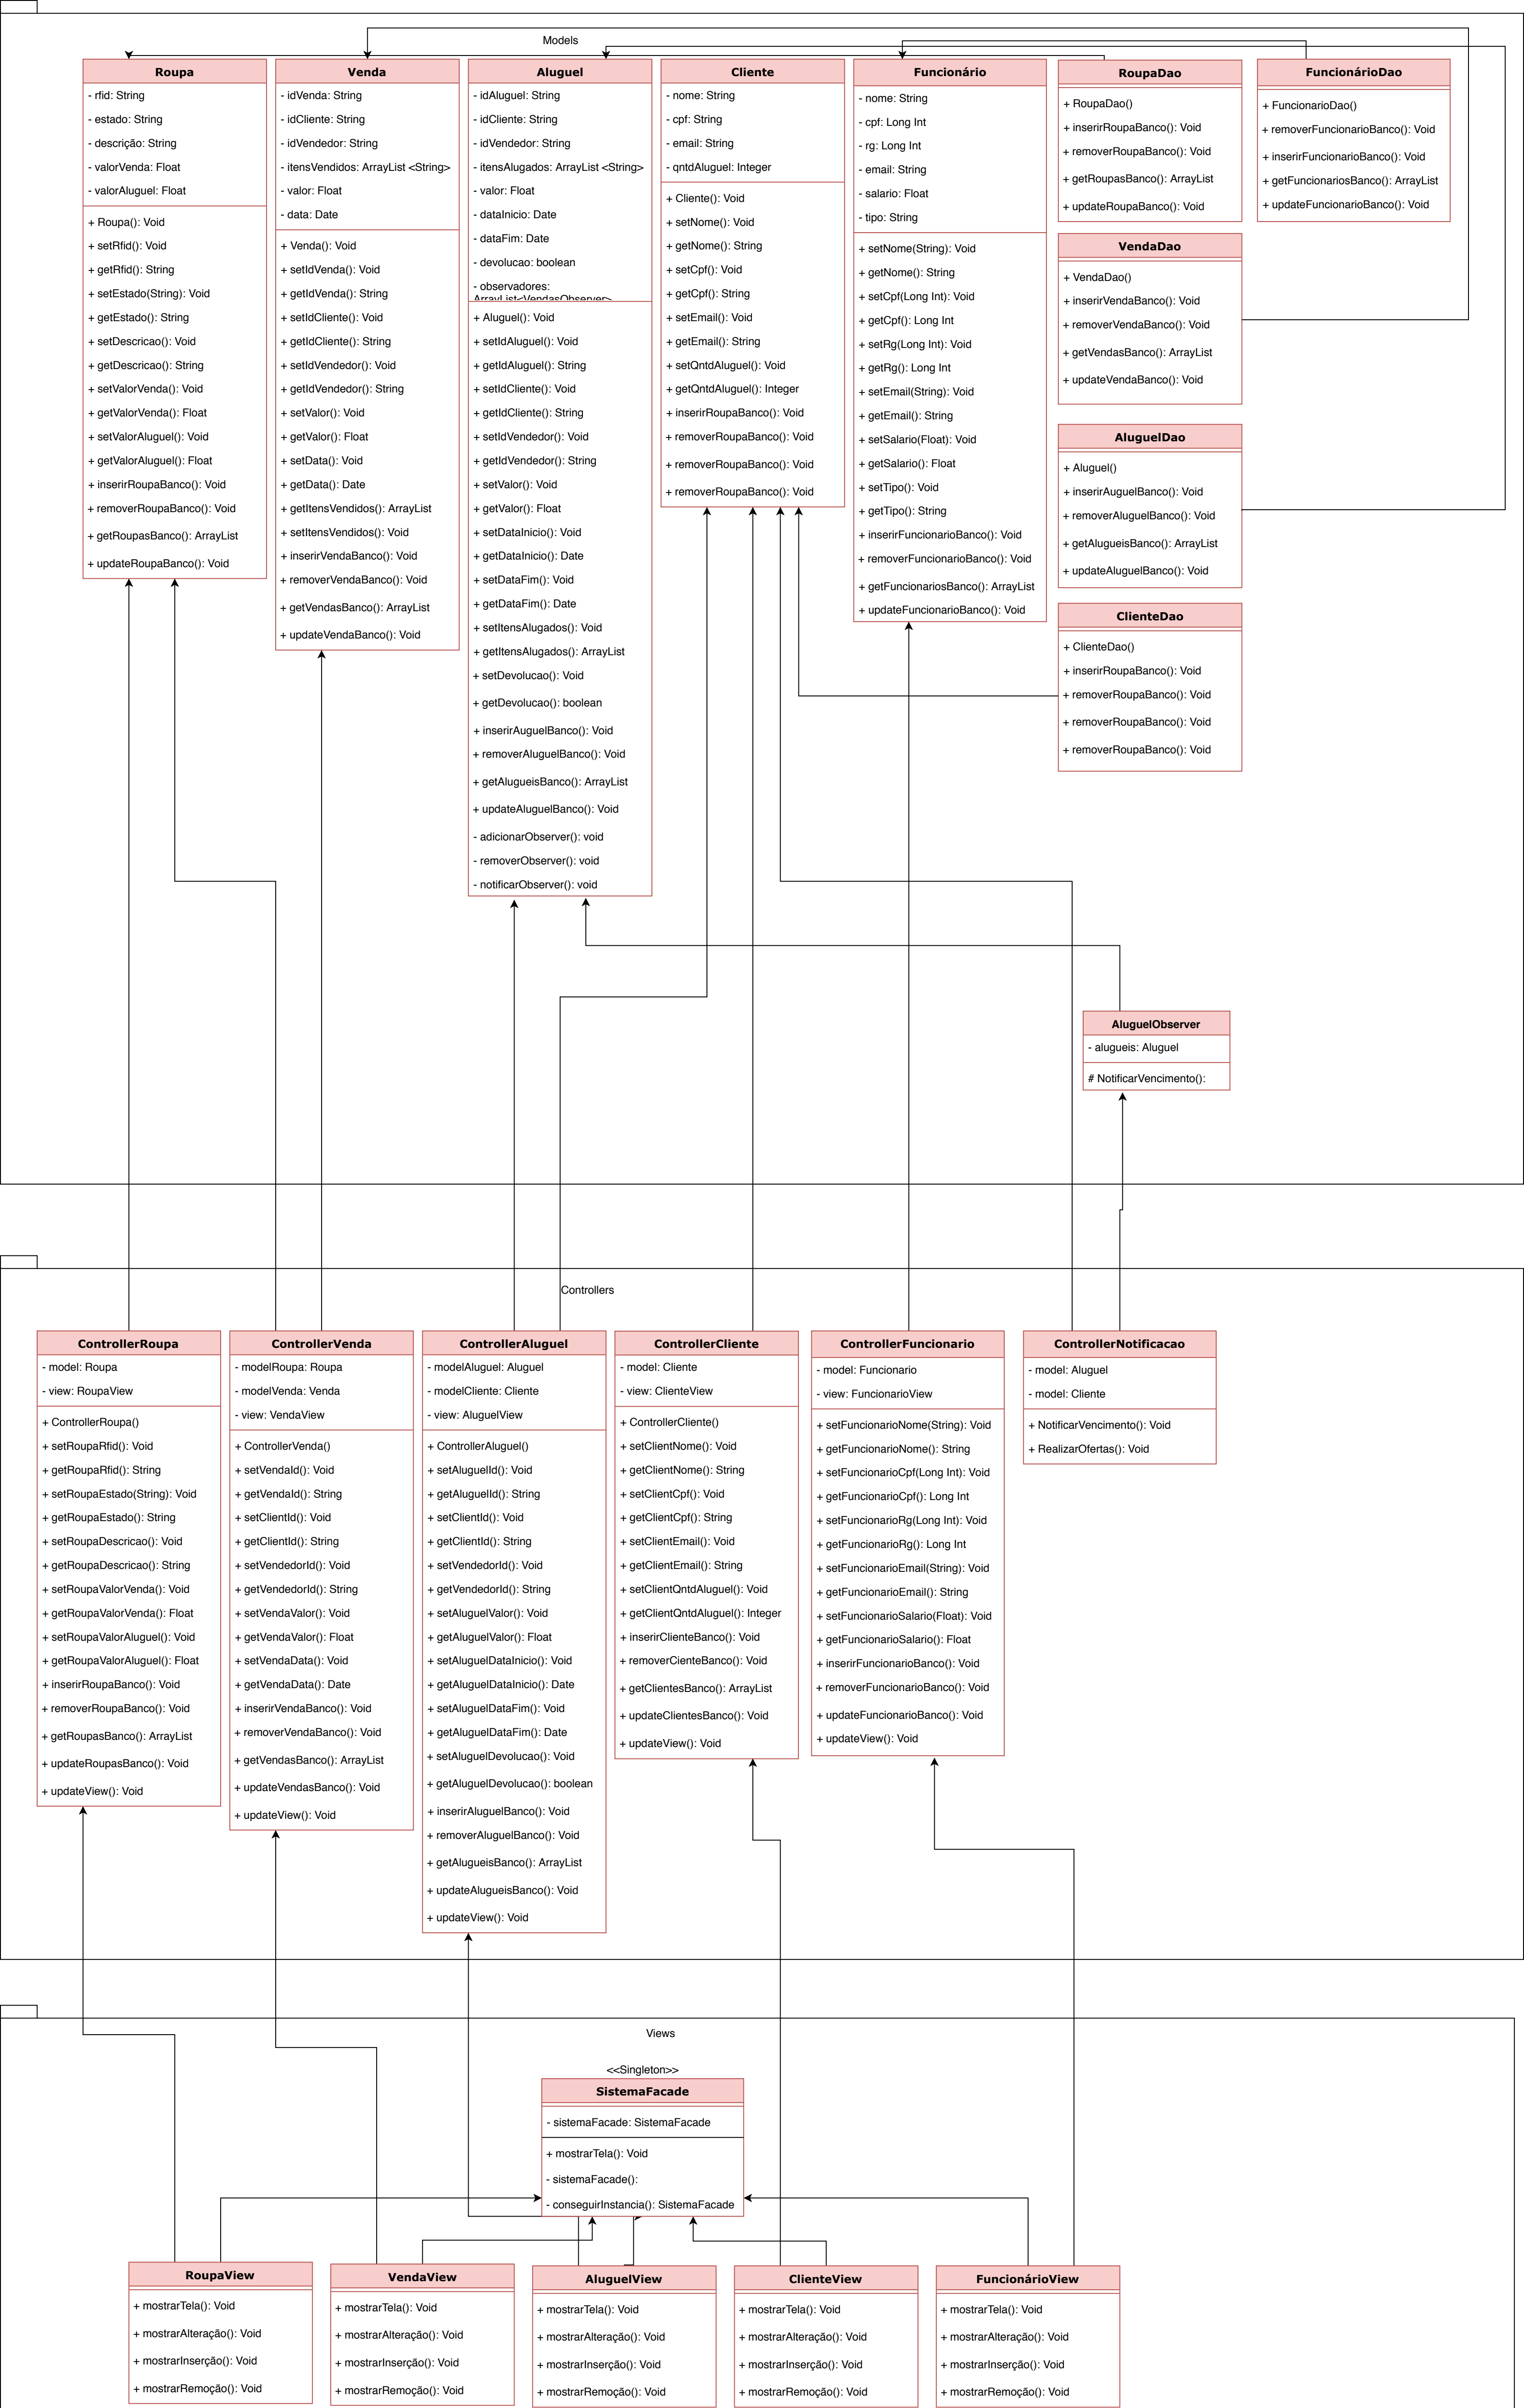 Models
Roupa
- rfid: String
- estado: String
- descrição: String
- valorVenda: Float
- valorAluguel: Float
+ Roupa(): Void
+ setRfid(): Void
+ getRfid(): String
+ setEstado(String): Void
+ getEstado(): String
+ setDescricao(): Void
+ getDescricao(): String
+ setValorVenda(): Void
+ getValorVenda(): Float
+ setValorAluguel(): Void
+ getValorAluguel(): Float
+ inserirRoupaBanco(): Void
+ removerRoupaBanco(): Void
+ getRoupasBanco(): ArrayList
+ updateRoupaBanco(): Void
Venda
- idVenda: String
- idCliente: String
- idVendedor: String
- itensVendidos: ArrayList <String>
- valor: Float
- data: Date
+ Venda(): Void
+ setIdVenda(): Void
+ getIdVenda(): String
+ setIdCliente(): Void
+ getIdCliente(): String
+ setIdVendedor(): Void
+ getIdVendedor(): String
+ setValor(): Void
+ getValor(): Float
+ setData(): Void
+ getData(): Date
+ getItensVendidos(): ArrayList
+ setItensVendidos(): Void
+ inserirVendaBanco(): Void
+ removerVendaBanco(): Void
+ getVendasBanco(): ArrayList
+ updateVendaBanco(): Void
Aluguel
- idAluguel: String
- idCliente: String
- idVendedor: String
- itensAlugados: ArrayList <String>
- valor: Float
- dataInicio: Date
- dataFim: Date
- devolucao: boolean
- observadores:
ArrayList<VendasObserver>
+ Aluguel(): Void
+ setIdAluguel(): Void
+ getIdAluguel(): String
+ setIdCliente(): Void
+ getIdCliente(): String
+ setIdVendedor(): Void
+ getIdVendedor(): String
+ setValor(): Void
+ getValor(): Float
+ setDataInicio(): Void
+ getDataInicio(): Date
+ setDataFim(): Void
+ getDataFim(): Date
+ setItensAlugados(): Void
+ getItensAlugados(): ArrayList
+ setDevolucao(): Void
+ getDevolucao(): boolean
+ inserirAuguelBanco(): Void
+ removerAluguelBanco(): Void
+ getAlugueisBanco(): ArrayList
+ updateAluguelBanco(): Void
- adicionarObserver(): void
- removerObserver(): void
- notificarObserver(): void
Cliente
- nome: String
- cpf: String
- email: String
- qntdAluguel: Integer
+ Cliente(): Void
+ setNome(): Void
+ getNome(): String
+ setCpf(): Void
+ getCpf(): String
+ setEmail(): Void
+ getEmail(): String
+ setQntdAluguel(): Void
+ getQntdAluguel(): Integer
+ inserirRoupaBanco(): Void
+ removerRoupaBanco(): Void
+ removerRoupaBanco(): Void
+ removerRoupaBanco(): Void
Funcionário
- nome: String
- cpf: Long Int
- rg: Long Int
- email: String
- salario: Float
- tipo: String
+ setNome(String): Void
+ getNome(): String
+ setCpf(Long Int): Void
+ getCpf(): Long Int
+ setRg(Long Int): Void
+ getRg(): Long Int
+ setEmail(String): Void
+ getEmail(): String
+ setSalario(Float): Void
+ getSalario(): Float
+ setTipo(): Void
+ getTipo(): String
+ inserirFuncionarioBanco(): Void
+ removerFuncionarioBanco(): Void
+ getFuncionariosBanco(): ArrayList
+ updateFuncionarioBanco(): Void
RoupaDao
+ RoupaDao()
+ inserirRoupaBanco(): Void
+ removerRoupaBanco(): Void
+ getRoupasBanco(): ArrayList
+ updateRoupaBanco(): Void
FuncionárioDao
+ FuncionarioDao()
+ removerFuncionarioBanco(): Void
+ inserirFuncionarioBanco(): Void
+ getFuncionariosBanco(): ArrayList
+ updateFuncionarioBanco(): Void
VendaDao
+ VendaDao()
+ inserirVendaBanco(): Void
+ removerVendaBanco(): Void
+ getVendasBanco(): ArrayList
+ updateVendaBanco(): Void
AluguelDao
+ Aluguel()
+ inserirAuguelBanco(): Void
+ removerAluguelBanco(): Void
+ getAlugueisBanco(): ArrayList
+ updateAluguelBanco(): Void
ClienteDao
+ ClienteDao()
+ inserirRoupaBanco(): Void
+ removerRoupaBanco(): Void
+ removerRoupaBanco(): Void
+ removerRoupaBanco(): Void
AluguelObserver
- alugueis: Aluguel
# NotificarVencimento():
Controllers
ControllerRoupa
- model: Roupa
- view: RoupaView
+ ControllerRoupa()
+ setRoupaRfid(): Void
+ getRoupaRfid(): String
+ setRoupaEstado(String): Void
+ getRoupaEstado(): String
+ setRoupaDescricao(): Void
+ getRoupaDescricao(): String
+ setRoupaValorVenda(): Void
+ getRoupaValorVenda(): Float
+ setRoupaValorAluguel(): Void
+ getRoupaValorAluguel(): Float
+ inserirRoupaBanco(): Void
+ removerRoupaBanco(): Void
+ getRoupasBanco(): ArrayList
+ updateRoupasBanco(): Void
+ updateView(): Void
ControllerVenda
- modelRoupa: Roupa
- modelVenda: Venda
- view: VendaView
+ ControllerVenda()
+ setVendaId(): Void
+ getVendaId(): String
+ setClientId(): Void
+ getClientId(): String
+ setVendedorId(): Void
+ getVendedorId(): String
+ setVendaValor(): Void
+ getVendaValor(): Float
+ setVendaData(): Void
+ getVendaData(): Date
+ inserirVendaBanco(): Void
+ removerVendaBanco(): Void
+ getVendasBanco(): ArrayList
+ updateVendasBanco(): Void
+ updateView(): Void
ControllerAluguel
- modelAluguel: Aluguel
- modelCliente: Cliente
- view: AluguelView
+ ControllerAluguel()
+ setAluguelId(): Void
+ getAluguelId(): String
+ setClientId(): Void
+ getClientId(): String
+ setVendedorId(): Void
+ getVendedorId(): String
+ setAluguelValor(): Void
+ getAluguelValor(): Float
+ setAluguelDataInicio(): Void
+ getAluguelDataInicio(): Date
+ setAluguelDataFim(): Void
+ getAluguelDataFim(): Date
+ setAluguelDevolucao(): Void
+ getAluguelDevolucao(): boolean
+ inserirAluguelBanco(): Void
+ removerAluguelBanco(): Void
+ getAlugueisBanco(): ArrayList
+ updateAlugueisBanco(): Void
+ updateView(): Void
ControllerCliente
- model: Cliente
- view: ClienteView
+ ControllerCliente()
+ setClientNome(): Void
+ getClientNome(): String
+ setClientCpf(): Void
+ getClientCpf(): String
+ setClientEmail(): Void
+ getClientEmail(): String
+ setClientQntdAluguel(): Void
+ getClientQntdAluguel(): Integer
+ inserirClienteBanco(): Void
+ removerCienteBanco(): Void
+ getClientesBanco(): ArrayList
+ updateClientesBanco(): Void
+ updateView(): Void
ControllerFuncionario
- model: Funcionario
- view: FuncionarioView
+ setFuncionarioNome(String): Void
+ getFuncionarioNome(): String
+ setFuncionarioCpf(Long Int): Void
+ getFuncionarioCpf(): Long Int
+ setFuncionarioRg(Long Int): Void
+ getFuncionarioRg(): Long Int
+ setFuncionarioEmail(String): Void
+ getFuncionarioEmail(): String
+ setFuncionarioSalario(Float): Void
+ getFuncionarioSalario(): Float
+ inserirFuncionarioBanco(): Void
+ removerFuncionarioBanco(): Void
+ updateFuncionarioBanco(): Void
+ updateView(): Void
ControllerNotificacao
- model: Aluguel
- model: Cliente
+ NotificarVencimento(): Void
+ RealizarOfertas(): Void
Views
<<Singleton>>
SistemaFacade
- sistemaFacade: SistemaFacade
+ mostrarTela(): Void
- sistemaFacade():
- conseguirInstancia(): SistemaFacade
RoupaView
+ mostrarTela(): Void
+ mostrarAlteração(): Void
+ mostrarInserção(): Void
+ mostrarRemoção(): Void
VendaView
+ mostrarTela(): Void
+ mostrarAlteração(): Void
+ mostrarInserção(): Void
+ mostrarRemoção(): Void
AluguelView
+ mostrarTela(): Void
+ mostrarAlteração(): Void
+ mostrarInserção(): Void
+ mostrarRemoção(): Void
ClienteView
+ mostrarTela(): Void
+ mostrarAlteração(): Void
+ mostrarInserção(): Void
+ mostrarRemoção(): Void
FuncionárioView
+ mostrarTela(): Void
+ mostrarAlteração(): Void
+ mostrarInserção(): Void
+ mostrarRemoção(): Void